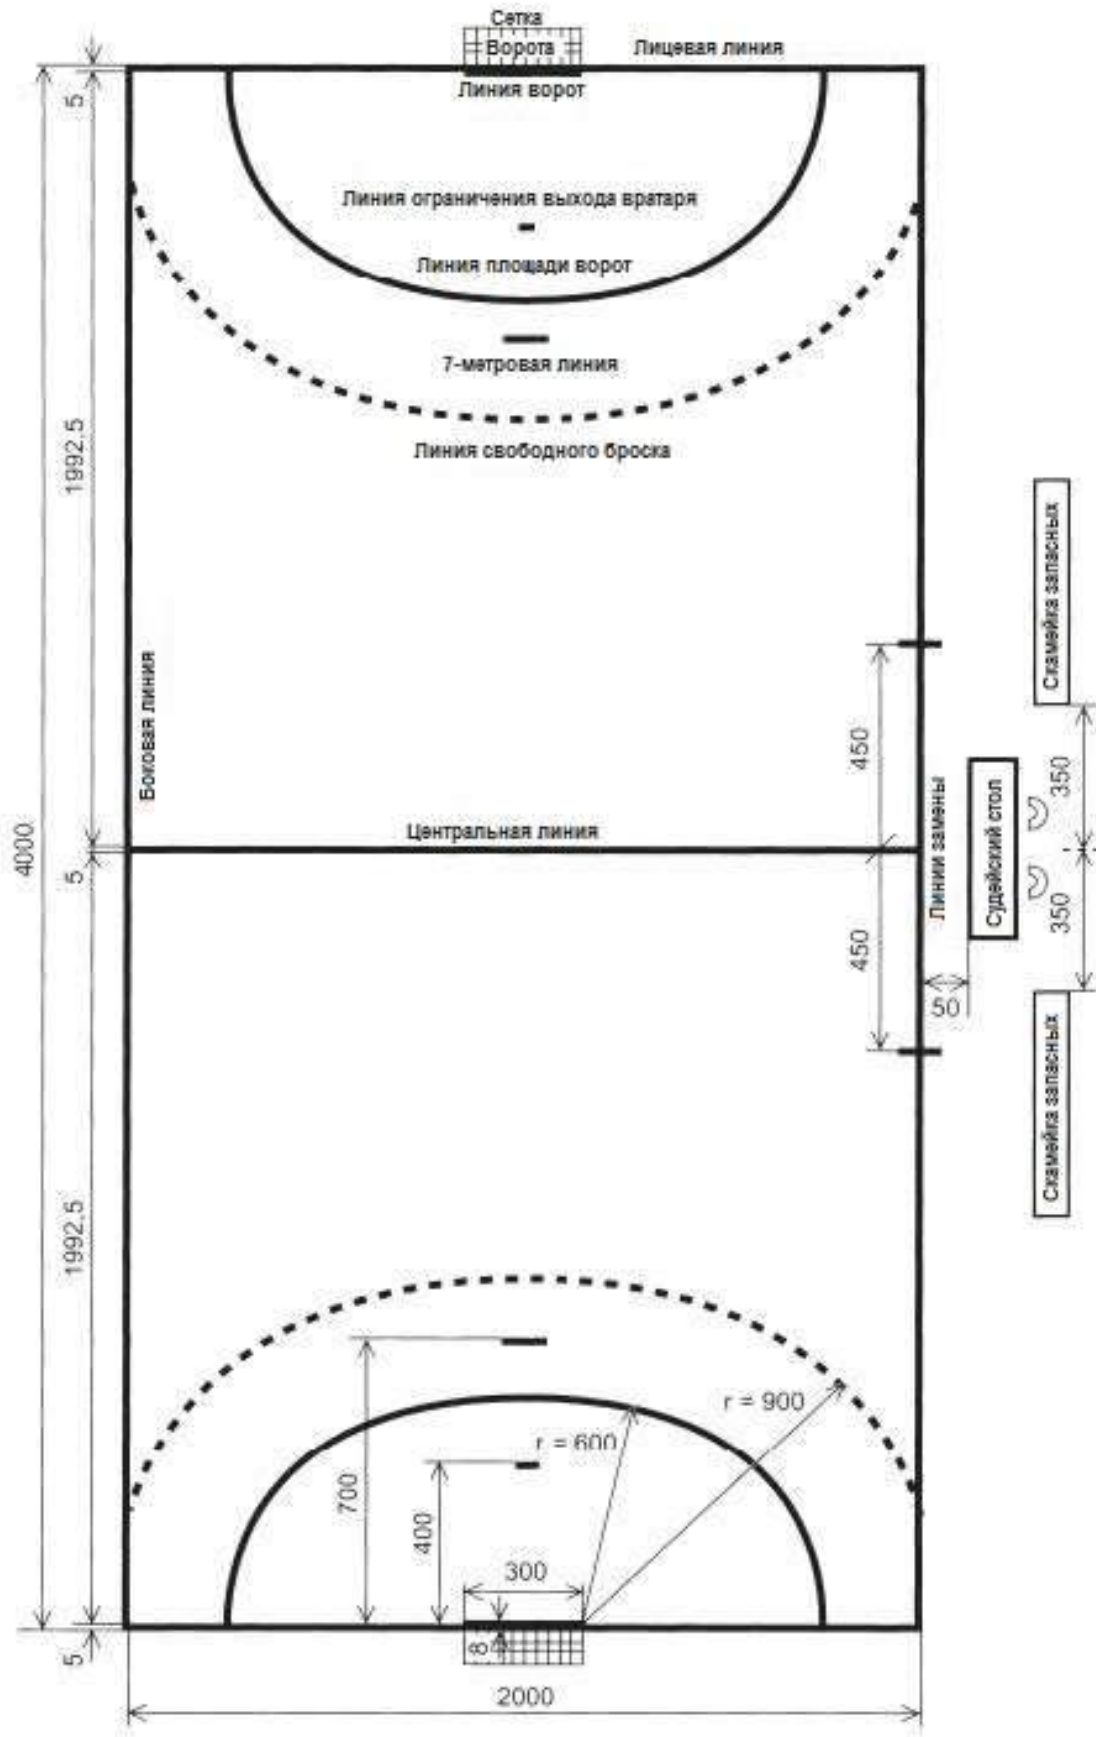 Сетка
Ворота
Лицевая линия
Линия ворот
5
Линия ограничения выхода вратаря
Линия площади ворот
7-метровая линия
Линия свободного броска
1992,5
Скамейка запасных
Боковая линия
450
350
4000
Центральная линия
Линии замены
Судейский стол
5
450
350
50
Скамейка запасных
1992,5
r = 900
r = 600
700
400
300
8
5
2000